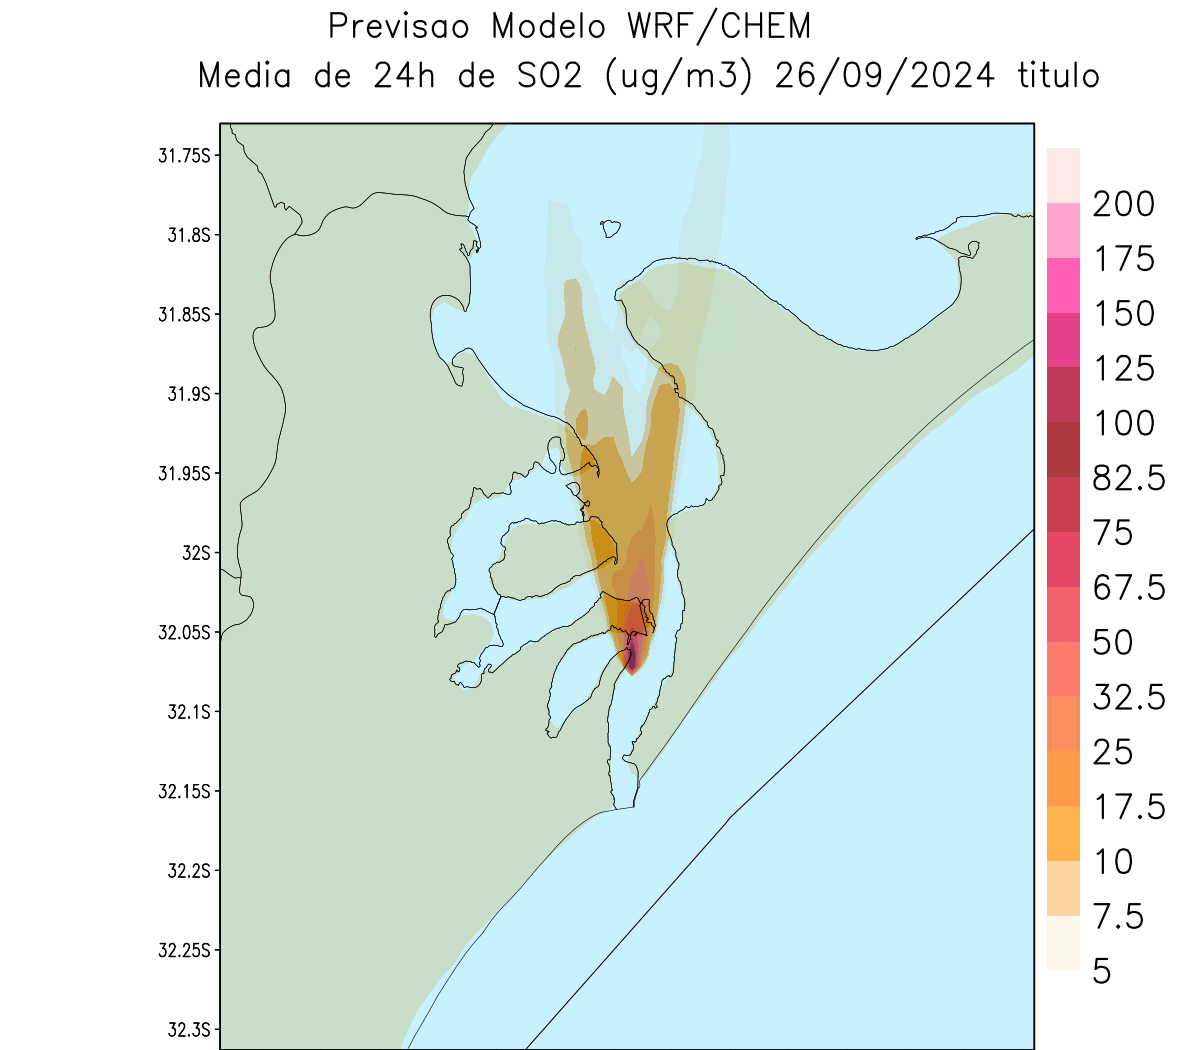 Previsao Modelo WRF/CHEM
Media de 24h de SO2 (ug/m3) 26/09/2024 titulo
31.75S
31.8S
31.85S
31.9S
31.95S
32S
32.05S
32.1S
32.15S
32.2S
32.25S
32.3S
200
175
150
125
100
82.5
75
67.5
50
32.5
25
17.5
10
7.5
5